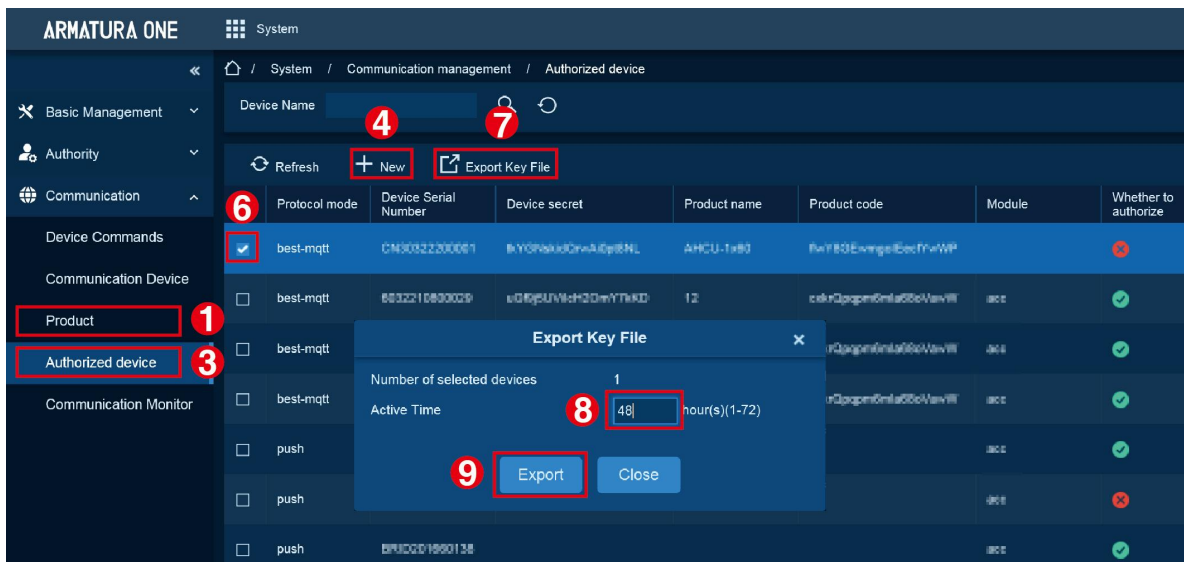 ARMATURA ONE
System
/ System / Communication management / Authorized device
Basic Management
Authority
Communication
Device Commands
Communication Device
Product
1
Authorized device
3
Communication Monitor
Device Name
4
7
Refresh
New
Export Key File
6
Protocol mode
Device Serial Number
Device secret
Product name
Product code
Module
Whether to authorize
best-mqtt
best-mqtt 12
best-mqtt
best-mqtt
push
push
push
Export Key File
Number of selected devices 1
Active Time
8
48
hour(s)(1-72)
9
Export
Close